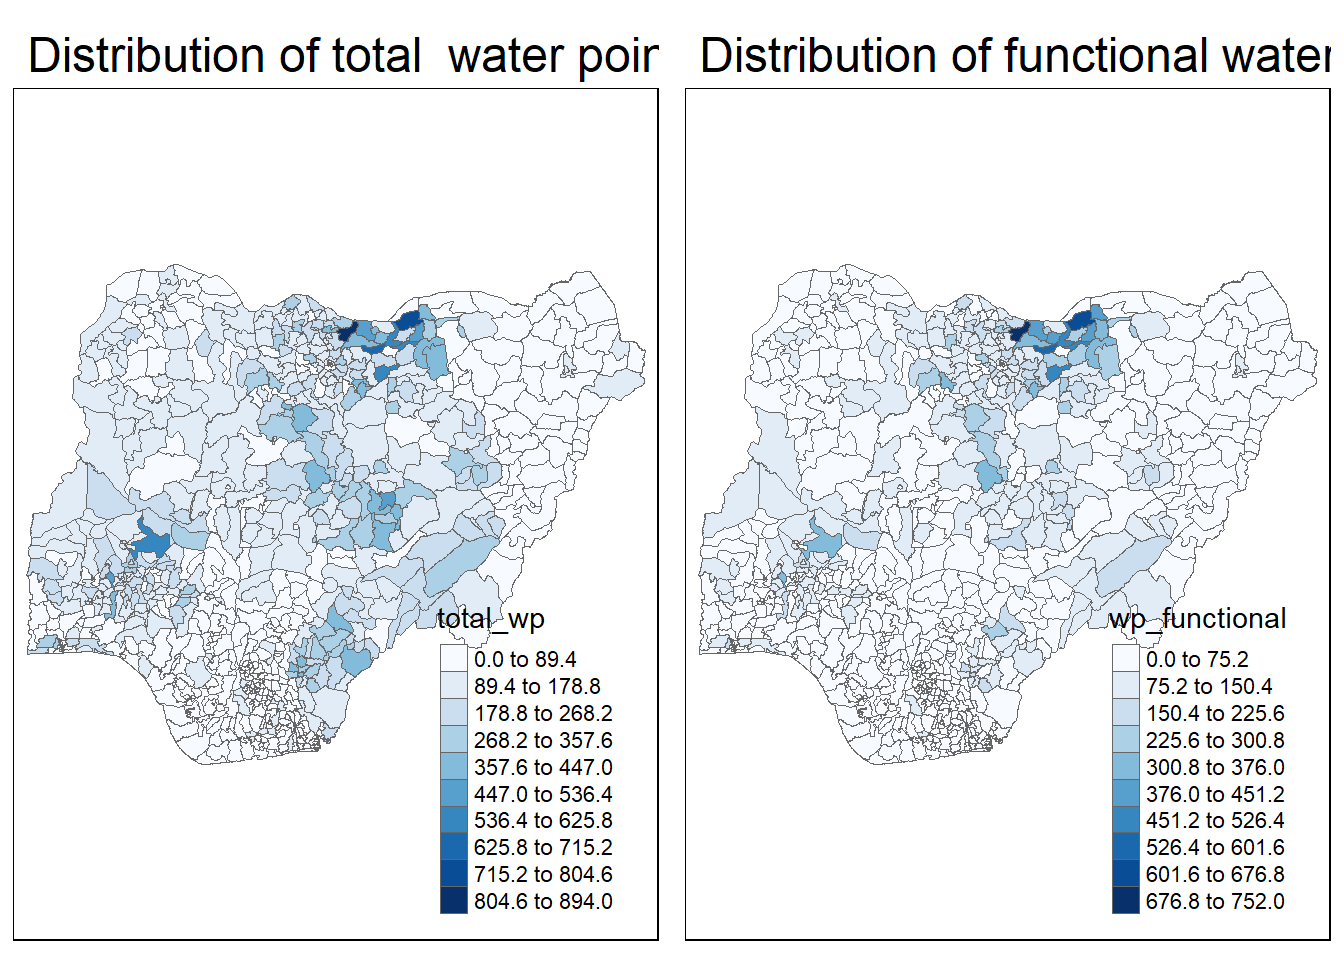 Distribution of total  water poin
total_wp
0.0 to 89.4
89.4 to 178.8
178.8 to 268.2
268.2 to 357.6
357.6 to 447.0
447.0 to 536.4
536.4 to 625.8
625.8 to 715.2
715.2 to 804.6
804.6 to 894.0
Distribution of functional water
wp_functional
0.0 to 75.2
75.2 to 150.4
150.4 to 225.6
225.6 to 300.8
300.8 to 376.0
376.0 to 451.2
451.2 to 526.4
526.4 to 601.6
601.6 to 676.8
676.8 to 752.0